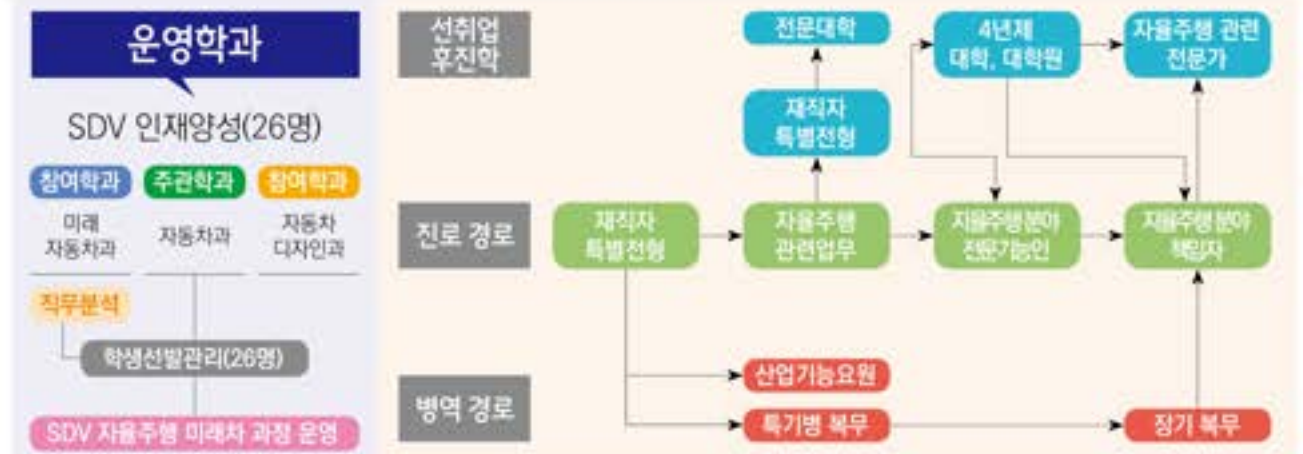 운영학과
SDV 인재양성(26명)
참여학과
주관학과
참여학과
미래
자동차과
자동차과
자동차
디자인과
직무분석
학생선발관리(26명)
SDV 자율주행 미래차 과정 운영
선취업
후진학
전문대학
4년제
대학, 대학원
자율주행 관련
전문가
재직자
특별전형
진로 경로
재직자
특별전형
자율주행
관련업무
자율주행 분야
전문기능인
자율주행 분야
책임자
병역 경로
산업기능요원
특기병 복무
장기 복무